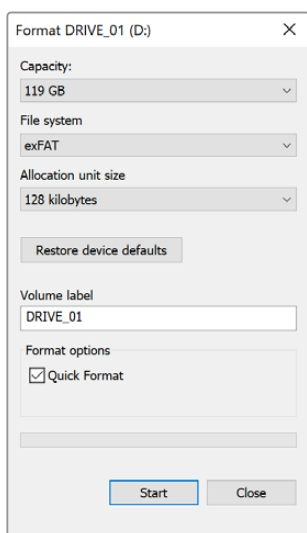 Format DRIVE_01 (D:)
Capacity:
119 GB
File system
exFAT
Allocation unit size
128 kilobytes
Restore device defaults
Volume label
DRIVE_01
Format options
Quick Format
Start Close